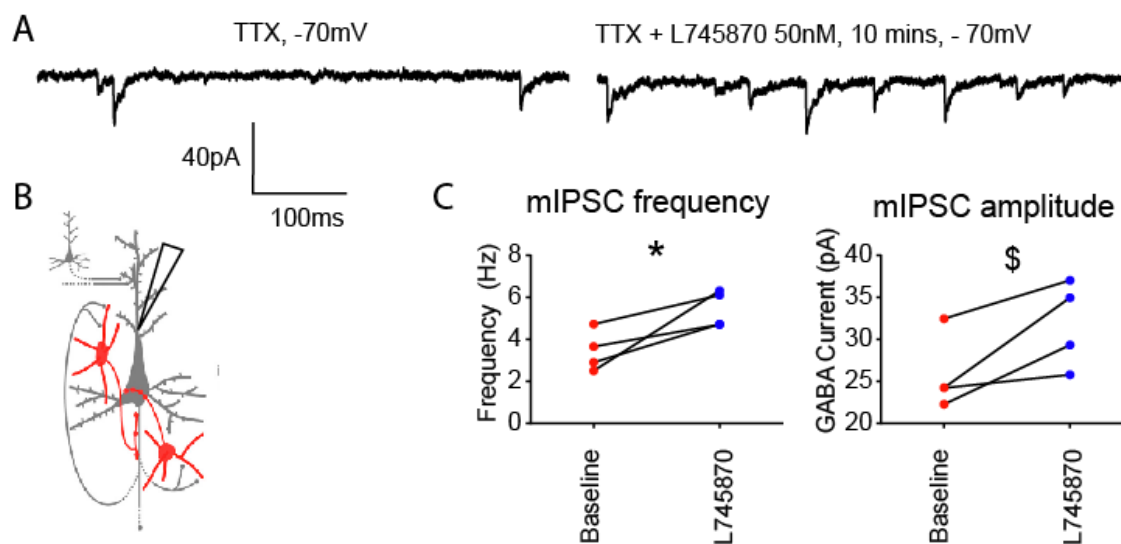 A
TTX, -70mV
TTX + L745870 50nM, 10 mins, - 70mV
40pA
100ms
B
C
mIPSC frequency
*
Frequency (Hz)
8
6
4
2
0
Baseline
L745870
mIPSC amplitude
$
GABA Current (pA)
40
35
30
25
20
Baseline
L745870